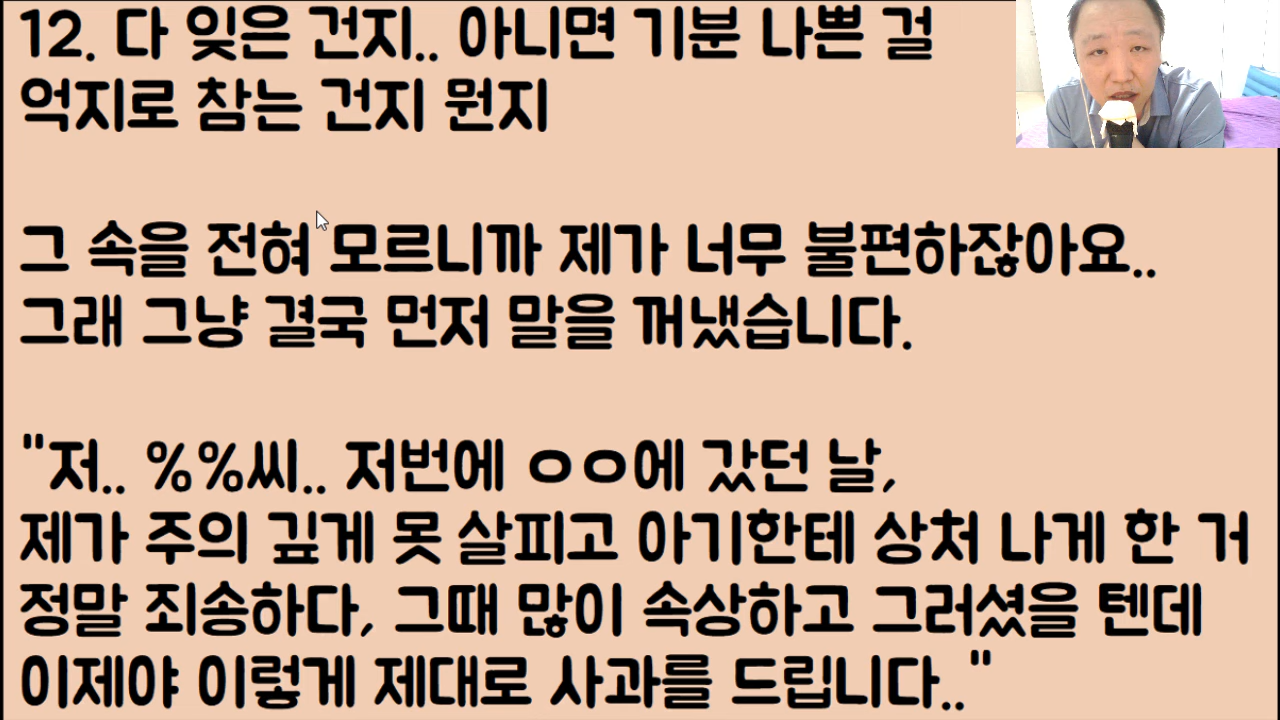 12. 다 잊은 건지.. 아니면 기분 나쁜 걸
억지로 참는 건지 뭔지
그 속을 전혀 모르니까 제가 너무 불편하잖아요..
그래 그냥 결국 먼저 말을 꺼냈습니다.
"저.. %%씨.. 저번에 ㅇㅇ에 갔던 날,
제가 주의 깊게 못 살피고 아기한테 상처 나게 한 거
정말 죄송하다, 그때 많이 속상하고 그러셨을 텐데
이제야 이렇게 제대로 사과를 드립니다.."